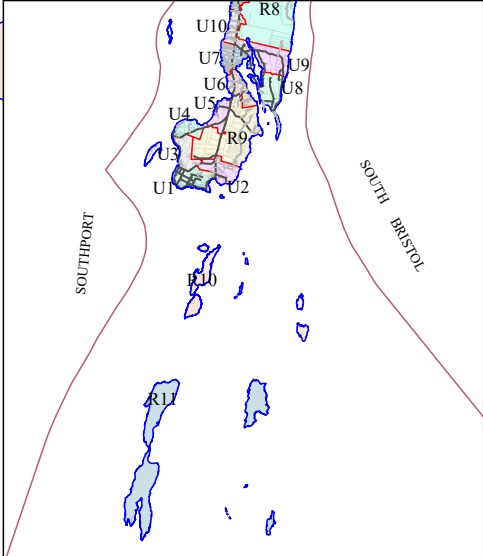 R8
U10
U7
U9
U6
U8
U5
U4
R9
U3
U1
U2
SOUTH BRISTOL
SOUTHPORT
R10
R11